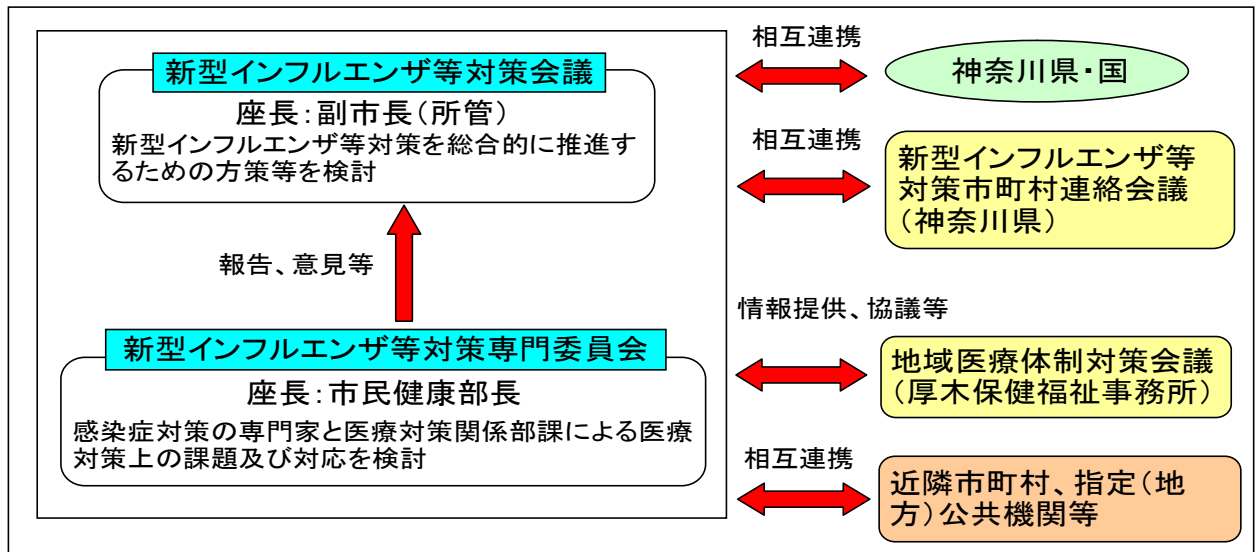 新型インフルエンザ等対策会議
座長:副市長(所管)
新型インフルエンザ等対策を総合的に推進す
るための方策等を検討
報告、意見等
新型インフルエンザ等対策専門委員会
座長:市民健康部長
感染症対策の専門家と医療対策関係部課による医療
対策上の課題及び対応を検討
相互連携
神奈川県・国
相互連携
新型インフルエンザ等
対策市町村連絡会議
(神奈川県)
情報提供、協議等
地域医療体制対策会議
(厚木保健福祉事務所)
相互連携
近隣市町村、指定(地
方)公共機関等